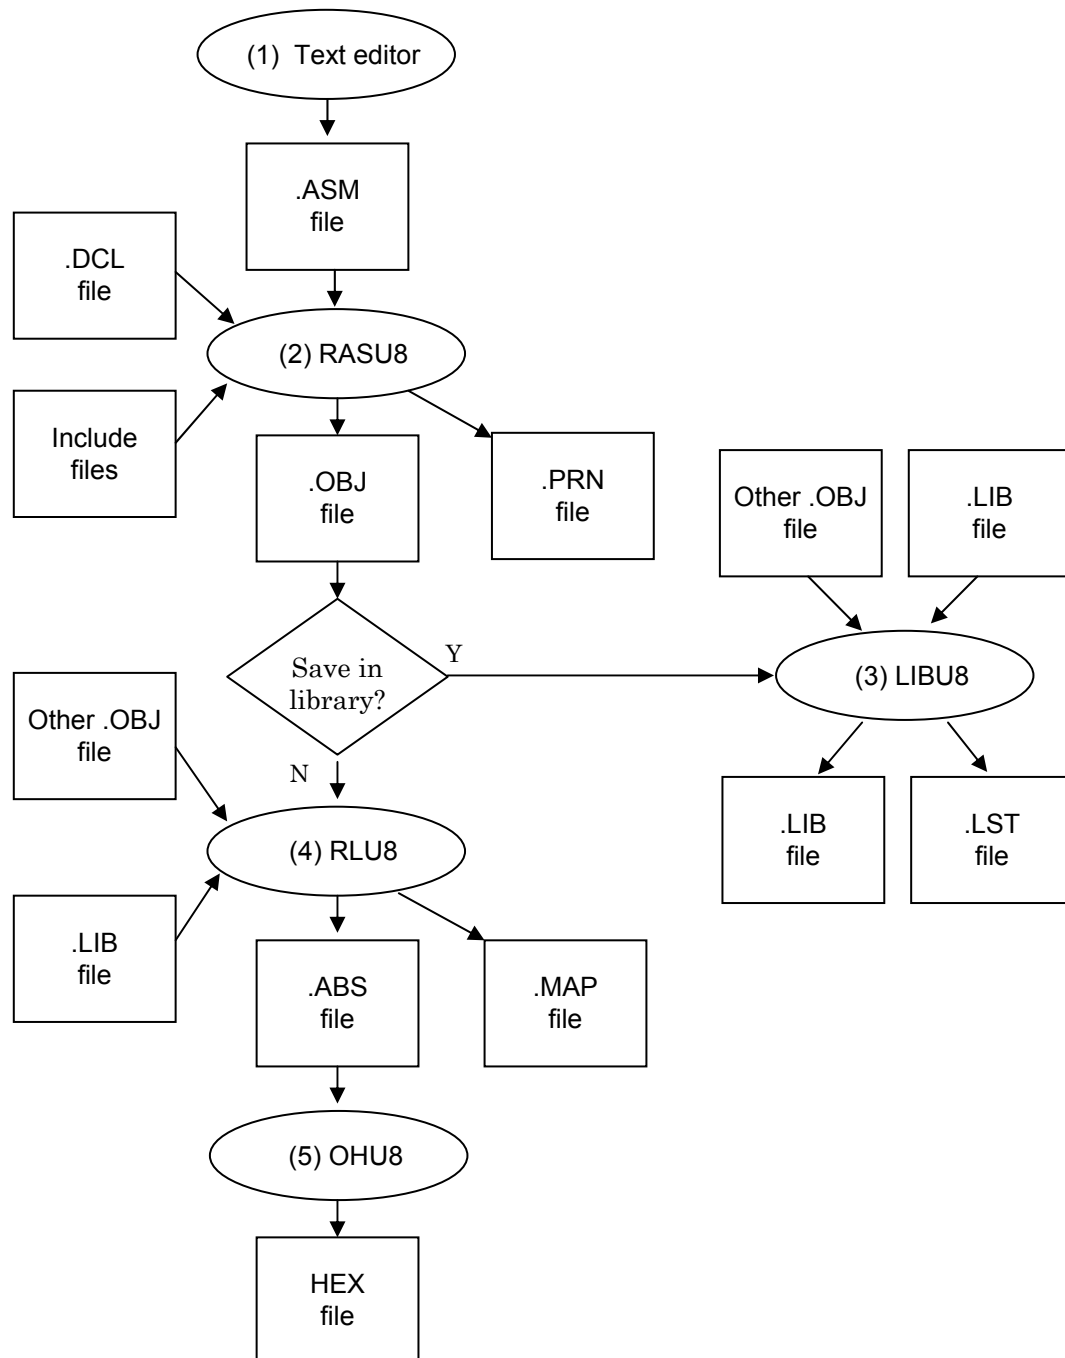 (1) Text editor
.ASM
file
.DCL
file
(2) RASU8
Include
files
.OBJ
file
.PRN
file
Other .OBJ
file
.LIB
file
Save in
library?
Y
(3) LIBU8
N
Other .OBJ
file
.LIB
file
.LST
file
(4) RLU8
.LIB
file
.ABS
file
.MAP
file
(5) OHU8
HEX
file